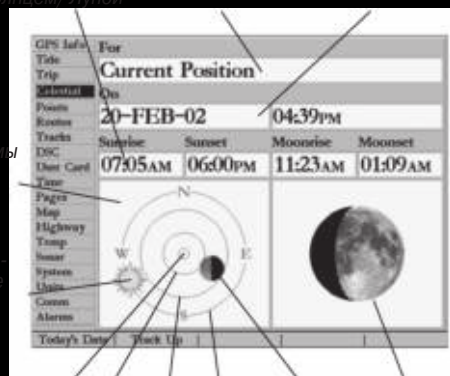 Луной
GPS Info
For
Tide
Current Position
Trip
Celestial
On
Points
20-FEB-02 04:39PM
Routes
Tracks
Sunrise Sunset Moonrise Moonset
DSC
07:05AM 06:00PM 11:23AM 01:09AM
User Card
Time
Pages
Map
Highway
Temp
Sonar
System
Units
Comm
Alarms
N
W E
S
Today's Date Track Up